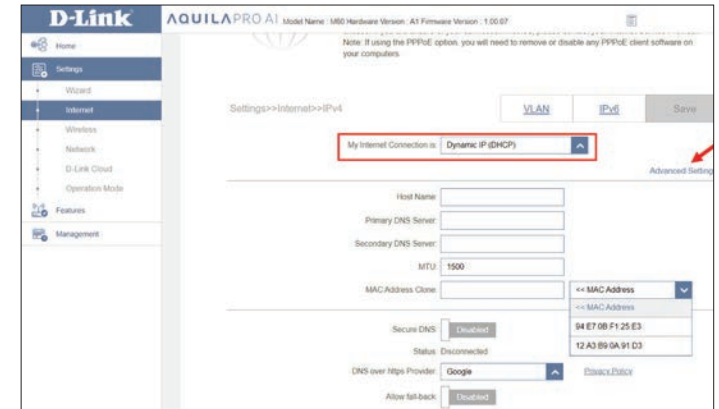 D-Link
AQUILA PRO AI Model Name : M60 Hardware Version : A1 Firmware Version : 1.00.07
Note: If using the PPPoE option, you will need to remove or disable any PPPoE client software on
your computers.
Home
Settings
Wizard
Internet
Wireless
Network
D-Link Cloud
Operation Mode
Features
Management
Settings>>Internet>>IPv4
VLAN
IPv6
Save
My Internet Connection is: Dynamic IP (DHCP)
Advanced Setting
Host Name:
Primary DNS Server:
Secondary DNS Server:
MTU: 1500
MAC Address Clone:
<< MAC Address
<< MAC Address
94:E7:0B:F1:25:E3
12:A3:B9:0A:91:D3
Secure DNS: Disabled
Status: Disconnected
DNS over https Provider: Google
Privacy Policy
Allow fall-back: Disabled